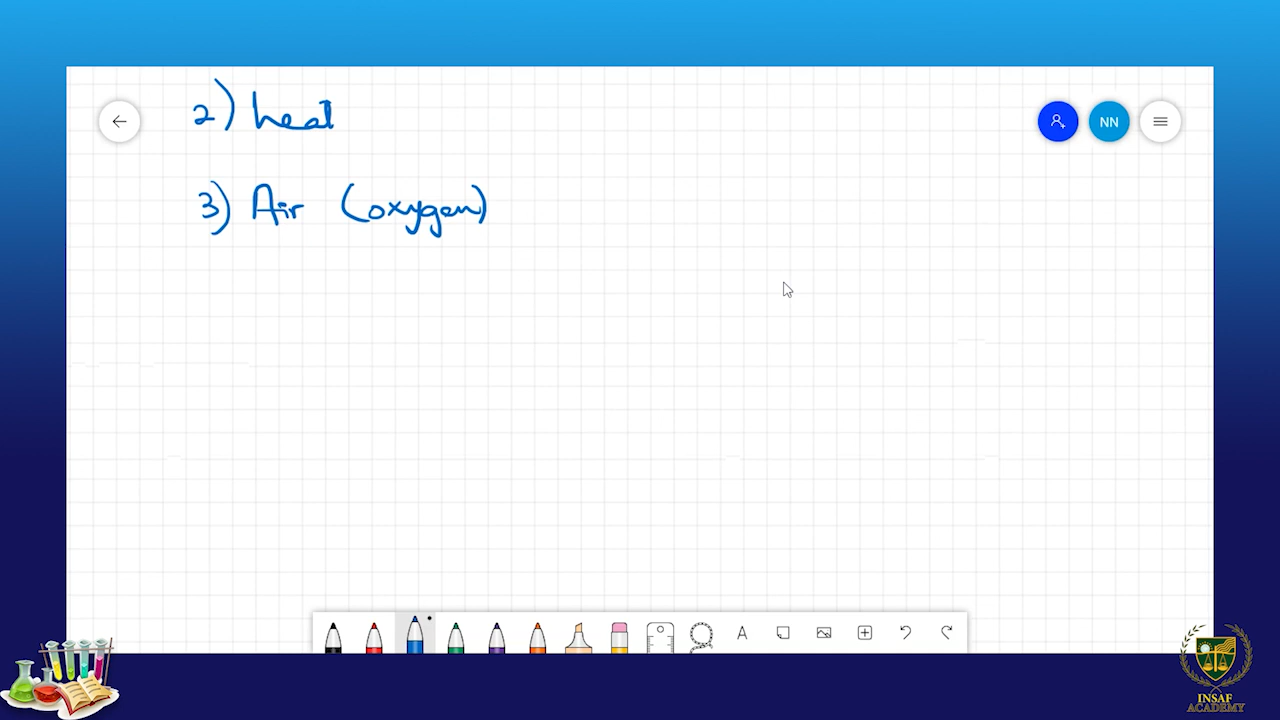 2) heat
3) Air (oxygen)
NN
A
INSAF
ACADEMY